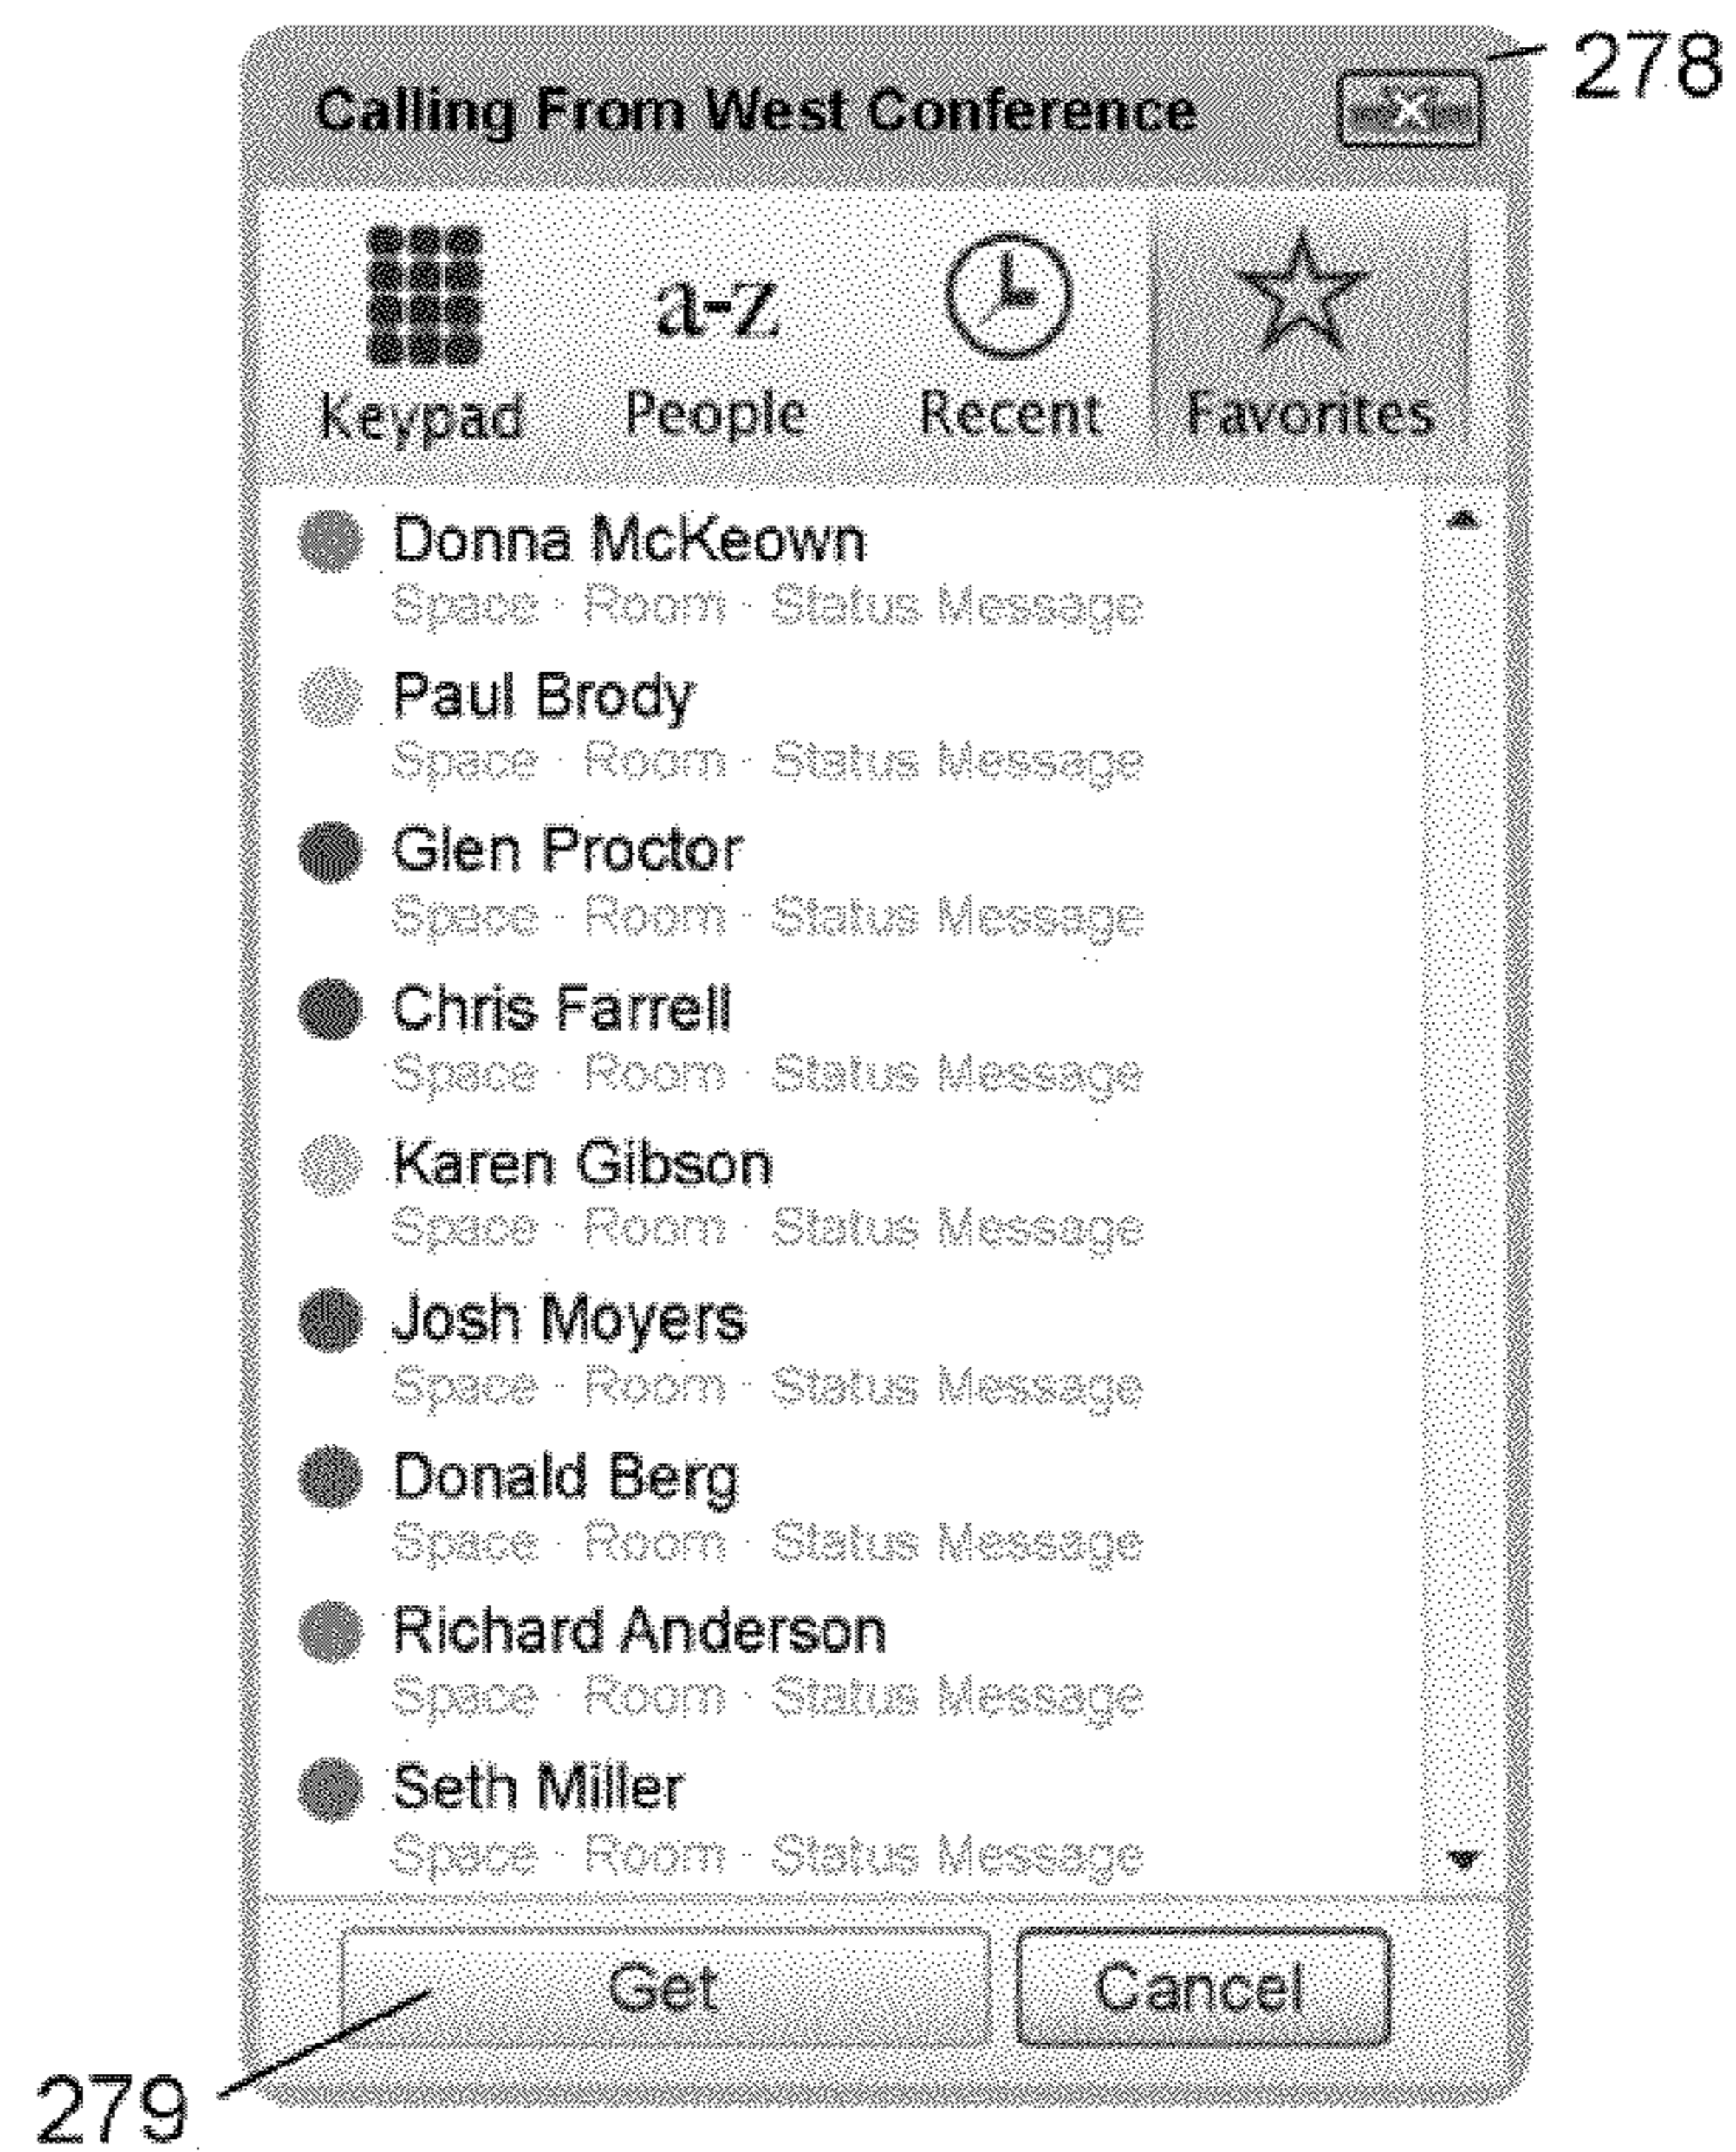 278
Calling From West Conference X
a-z
Keypad People Recent Favorites
Donna McKeown
Space · Room · Status Message
Paul Brody
Space · Room · Status Message
Glen Proctor
Space · Room · Status Message
Chris Farrell
Space · Room · Status Message
Karen Gibson
Space · Room · Status Message
Josh Moyers
Space · Room · Status Message
Donald Berg
Space · Room · Status Message
Richard Anderson
Space · Room · Status Message
Seth Miller
Space · Room · Status Message
Get Cancel
279